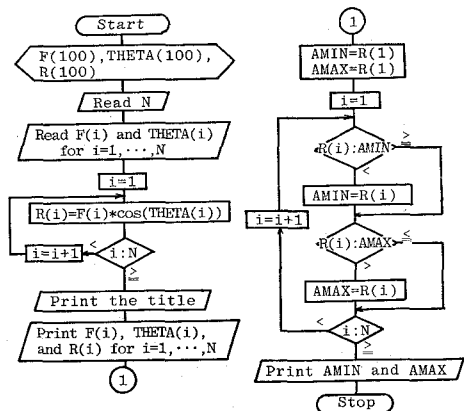 Start
F(100),THETA(100),
R(100)
Read N
Read F(i) and THETA(i)
for i=1,···,N
i=1
R(i)=F(i)*cos(THETA(i))
i=i+1
<
i:N
≧
Print the title
Print F(i), THETA(i),
and R(i) for i=1,···,N
1
1
AMIN=R(1)
AMAX=R(1)
i=1
R(i):AMIN
≧
<
AMIN=R(i)
i=i+1
R(i):AMAX
≦
>
AMAX=R(i)
<
i:N
≧
Print AMIN and AMAX
Stop